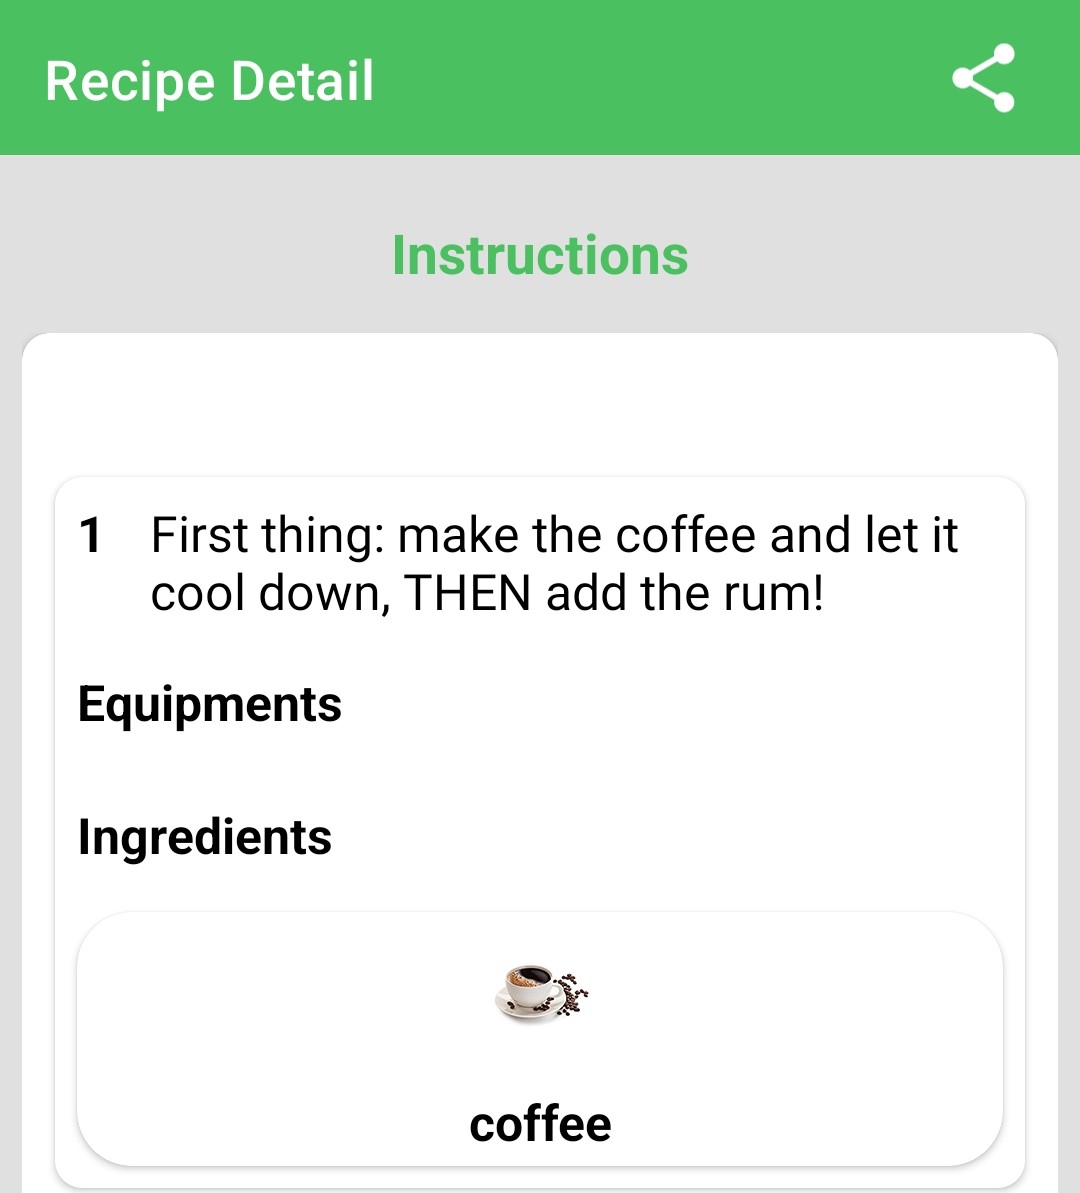 Recipe Detail
Instructions
1 First thing: make the coffee and let it
cool down, THEN add the rum!
Equipments
Ingredients
coffee